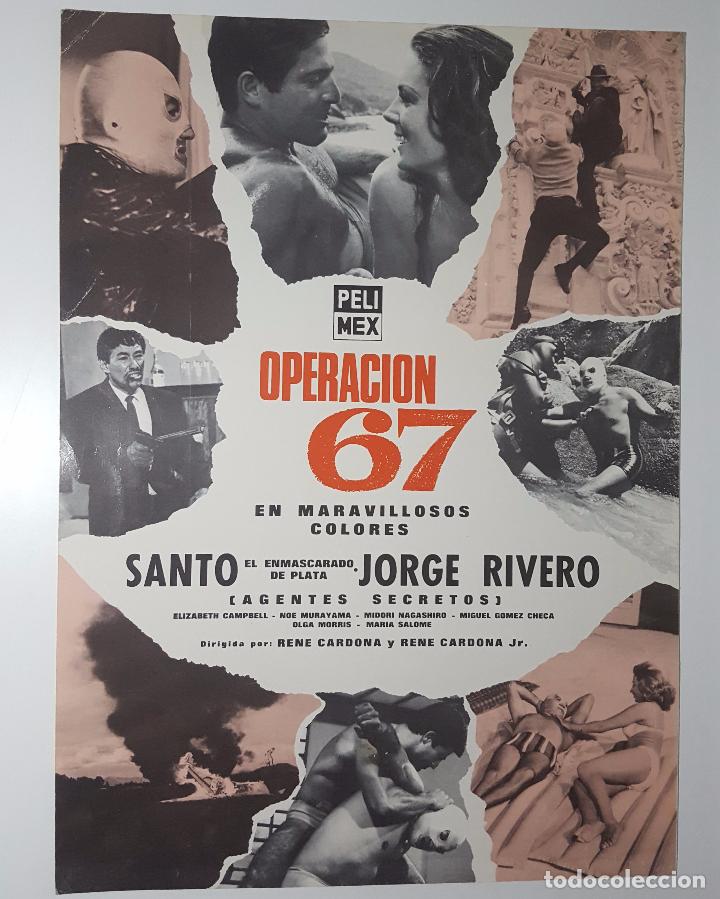 PELI
MEX
OPERACION
67
EN MARAVILLOSOS
COLORES
SANTO EL ENMASCARADO DE PLATA. JORGE RIVERO
(AGENTES SECRETOS)
ELIZABETH CAMPBELL - NOE MURAYAMA - MIDORI NAGASHIRO - MIGUEL GOMEZ CHECA
OLGA MORRIS - MARIA SALOME
Dirigida por: RENE CARDONA y RENE CARDONA Jr.
todocoleccion